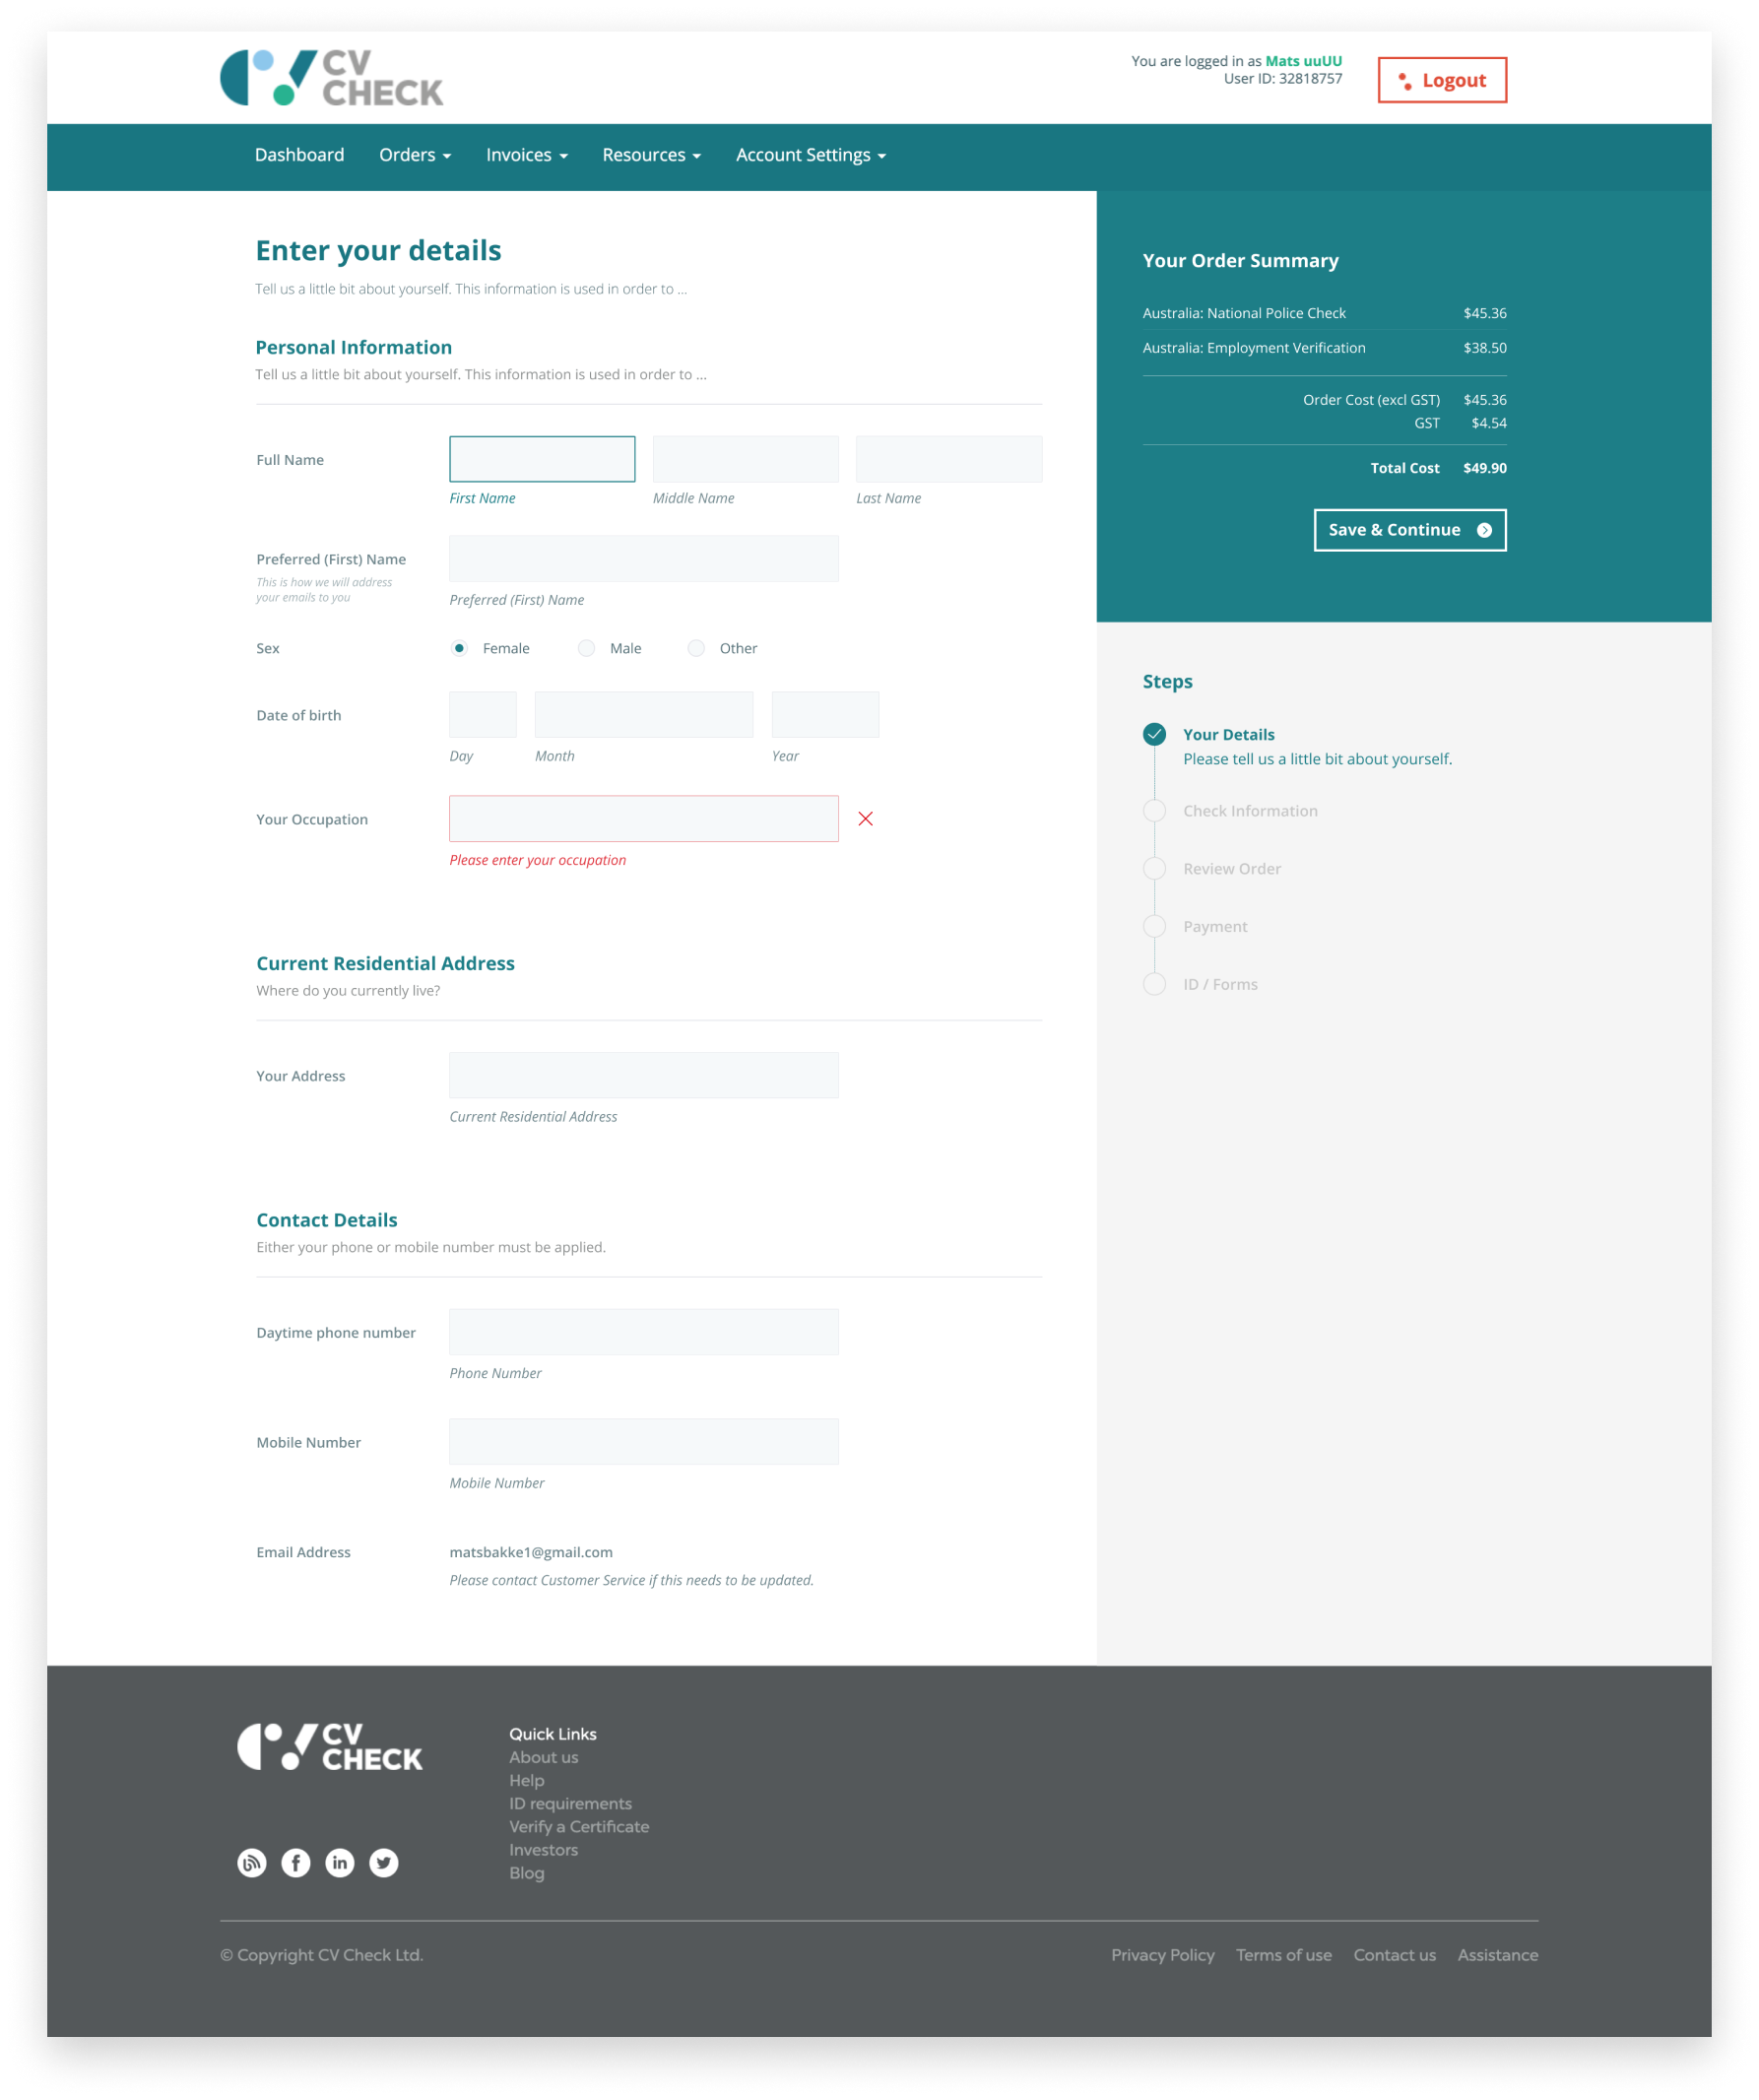 CV
CHECK
You are logged in as Mats uuUU
User ID: 32818757
Logout
Dashboard Orders Invoices Resources Account Settings
Enter your details
Tell us a little bit about yourself. This information is used in order to ...
Personal Information
Tell us a little bit about yourself. This information is used in order to ...
Full Name
First Name Middle Name Last Name
Preferred (First) Name
This is how we will address
your emails to you
Preferred (First) Name
Sex Female Male Other
Date of birth
Day Month Year
Your Occupation
Please enter your occupation
Current Residential Address
Where do you currently live?
Your Address
Current Residential Address
Contact Details
Either your phone or mobile number must be applied.
Daytime phone number
Phone Number
Mobile Number
Mobile Number
Email Address matsbakke1@gmail.com
Please contact Customer Service if this needs to be updated.
Your Order Summary
Australia: National Police Check $45.36
Australia: Employment Verification $38.50
Order Cost (excl GST) $45.36
GST $4.54
Total Cost $49.90
Save & Continue
Steps
Your Details
Please tell us a little bit about yourself.
Check Information
Review Order
Payment
ID / Forms
CV
CHECK
Quick Links
About us
Help
ID requirements
Verify a Certificate
Investors
Blog
© Copyright CV Check Ltd.
Privacy Policy Terms of use Contact us Assistance